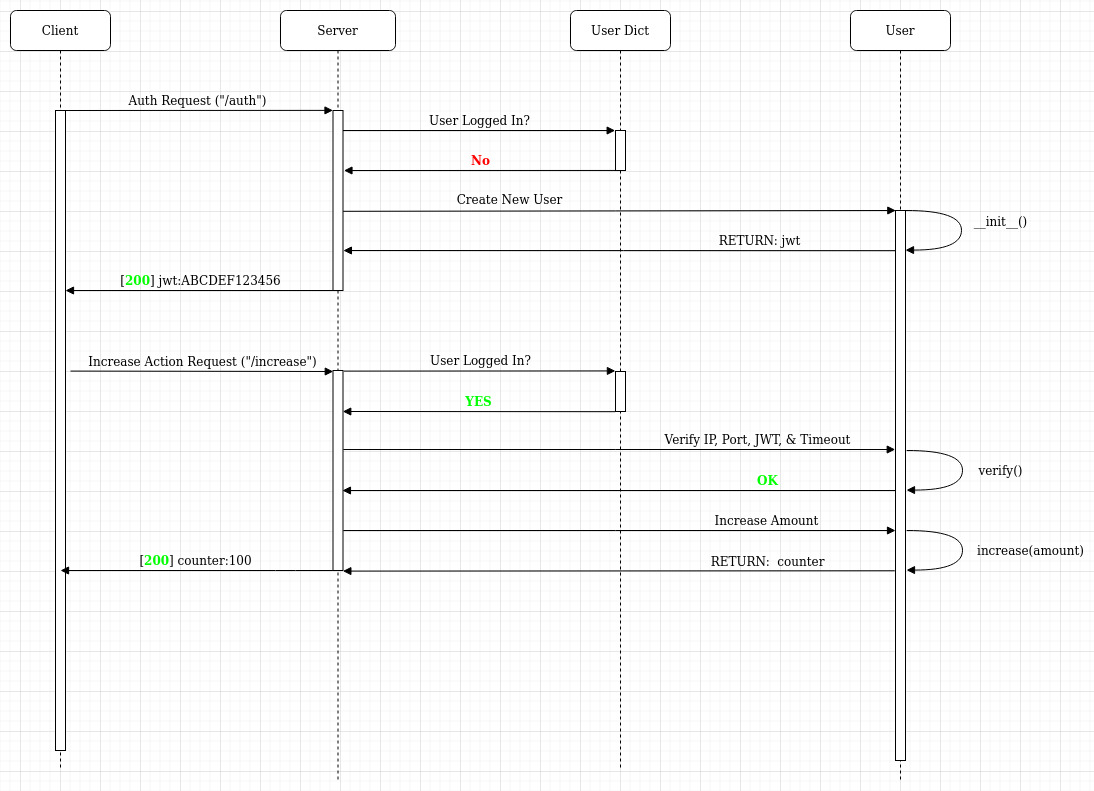 Client
Server
User Dict
User
Auth Request ("/auth")
User Logged In?
No
Create New User
__init__()
RETURN: jwt
[200] jwt:ABCDEF123456
Increase Action Request ("/increase")
User Logged In?
YES
Verify IP, Port, JWT, & Timeout
verify()
OK
Increase Amount
increase(amount)
[200] counter:100
RETURN:  counter